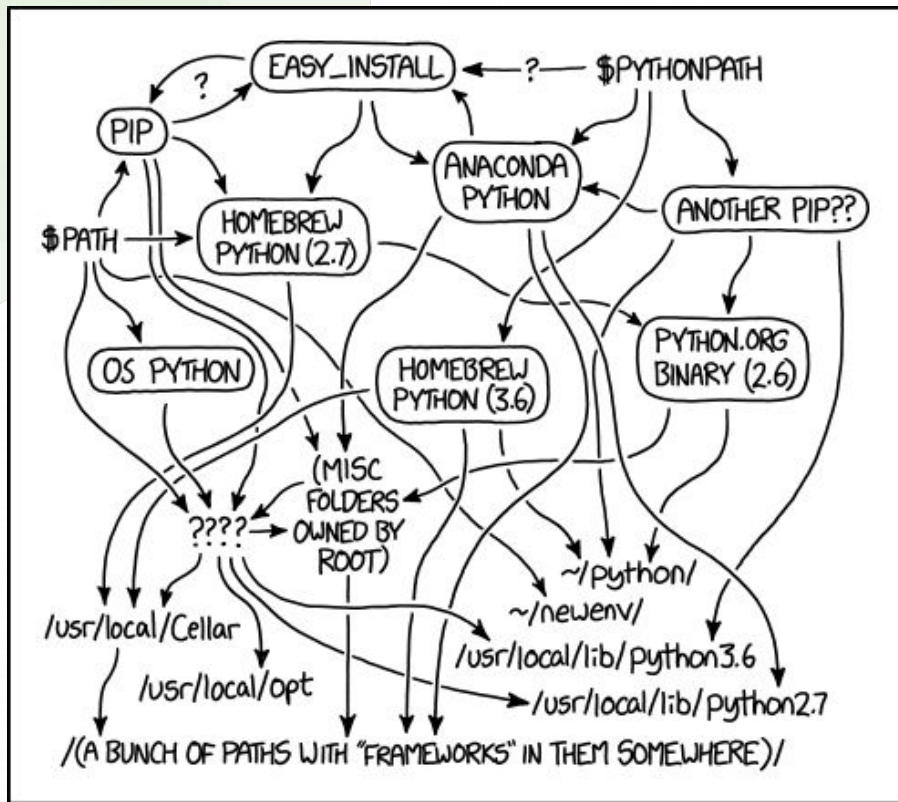 EASY_INSTALL
?
$PYTHONPATH
?
PIP
ANACONDA
PYTHON
ANOTHER PIP??
HOMEBREW
PYTHON (2.7)
$PATH
OS PYTHON
HOMEBREW
PYTHON (3.6)
PYTHON.ORG
BINARY (2.6)
(MISC
FOLDERS
OWNED BY
ROOT)
????
~/python/
~/newenv/
/usr/local/Cellar
/usr/local/lib/python3.6
/usr/local/opt
/usr/local/lib/python2.7
/(A BUNCH OF PATHS WITH "FRAMEWORKS" IN THEM SOMEWHERE)/